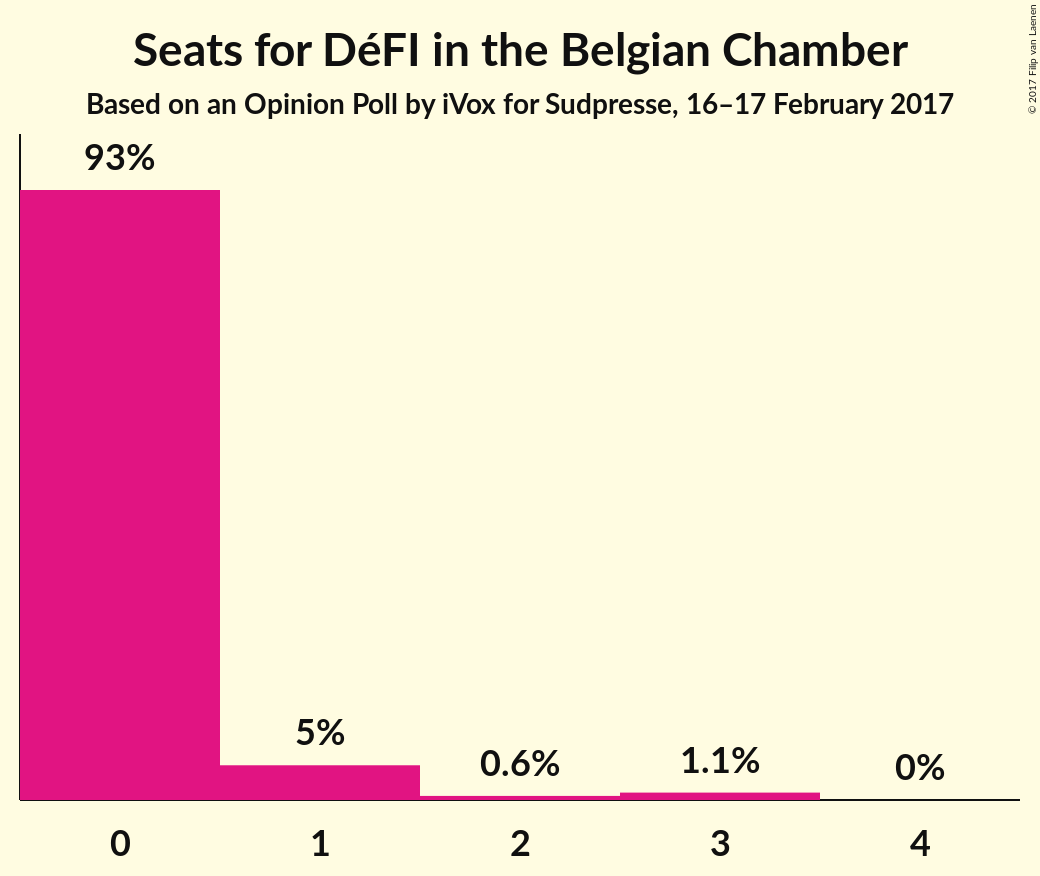 Seats for DéFI in the Belgian Chamber
Based on an Opinion Poll by iVox for Sudpresse, 16–17 February 2017
© 2017 Filip van Laenen
93%
5%
0.6%
1.1%
0%
0 1 2 3 4